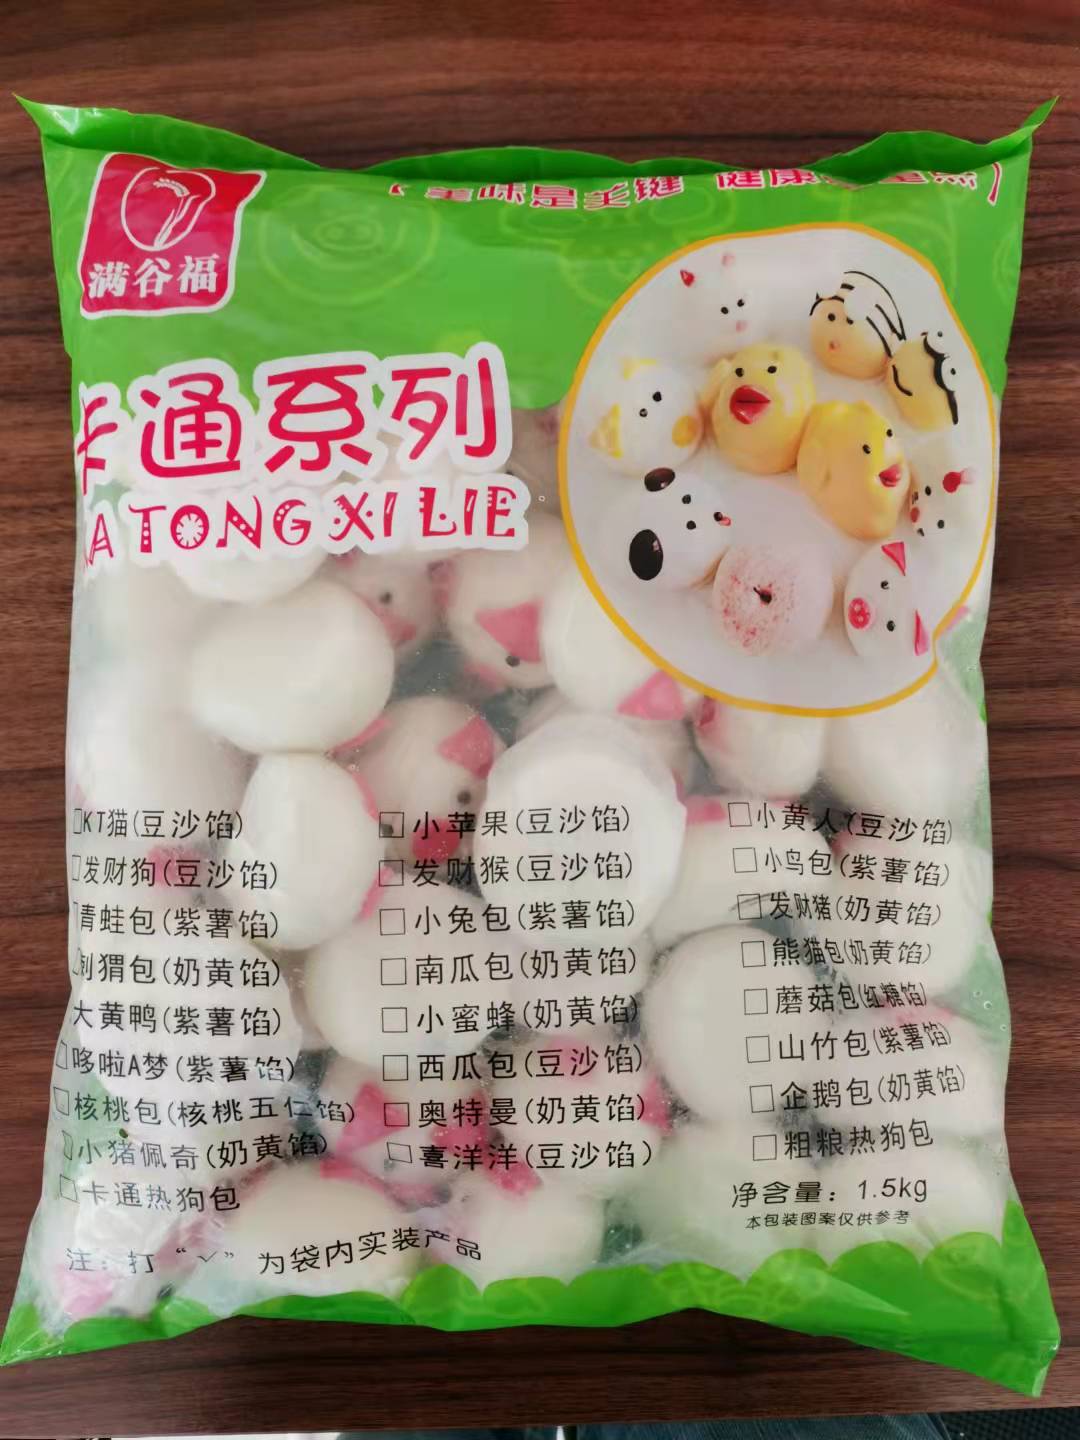 美味是关键 健康
满谷福
卡通系列
KA TONG XI LIE
KT猫(豆沙馅)
发财狗(豆沙馅)
青蛙包(紫薯馅)
刺猬包(奶黄馅)
大黄鸭(紫薯馅)
哆啦A梦(紫薯馅)
核桃包(核桃五仁馅)
小猪佩奇(奶黄馅)
卡通热狗包
小苹果(豆沙馅)
发财猴(豆沙馅)
小兔包(紫薯馅)
南瓜包(奶黄馅)
小蜜蜂(奶黄馅)
西瓜包(豆沙馅)
奥特曼(奶黄馅)
喜洋洋(豆沙馅)
小黄人(豆沙馅)
小鸟包(紫薯馅)
发财猪(奶黄馅)
熊猫包(奶黄馅)
蘑菇包(红糖馅)
山竹包(紫薯馅)
企鹅包(奶黄馅)
粗粮热狗包
净含量：1.5kg
本包装图案仅供参考
注：打“√”为袋内实装产品